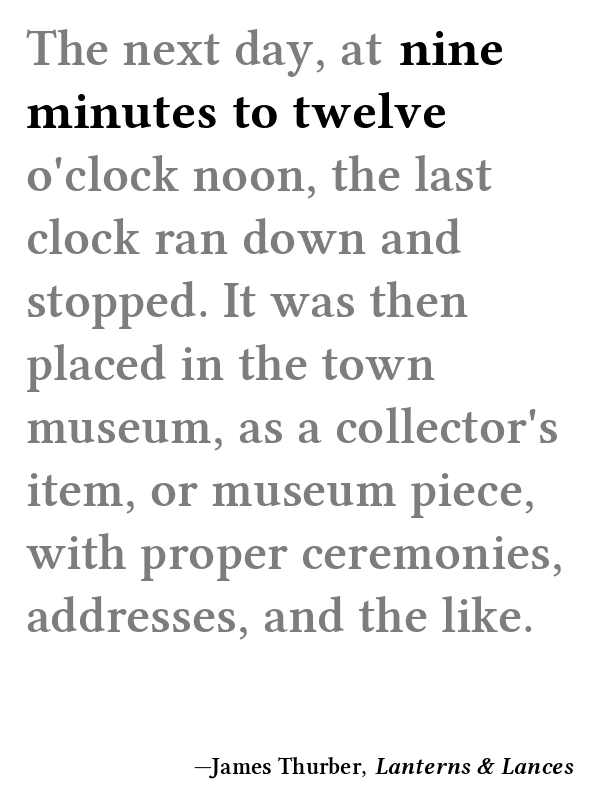 The next day, at nine
minutes to twelve
o'clock noon, the last
clock ran down and
stopped. It was then
placed in the town
museum, as a collector's
item, or museum piece,
with proper ceremonies,
addresses, and the like.
—James Thurber, Lanterns & Lances